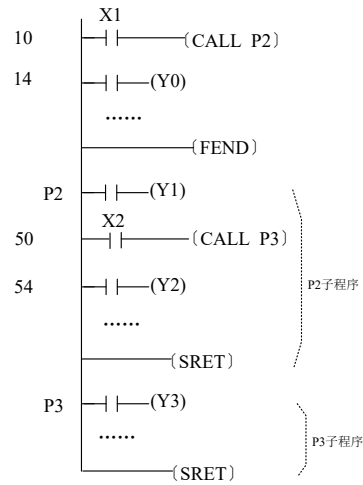 X1
10 〔CALL P2〕
14 (Y0)
……
〔FEND〕
P2 (Y1)
X2
50 〔CALL P3〕
54 (Y2)
P2子程序
……
〔SRET〕
P3 (Y3)
……
P3子程序
〔SRET〕